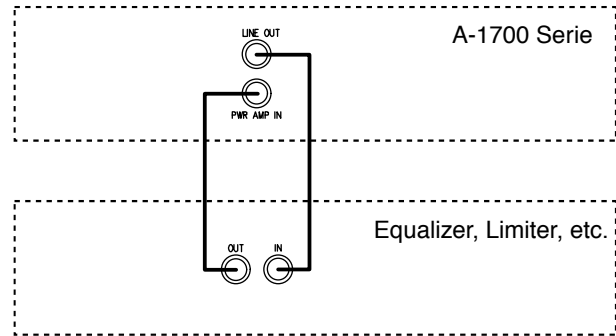 LINE OUT
A-1700 Serie
PWR AMP IN
Equalizer, Limiter, etc.
OUT
IN